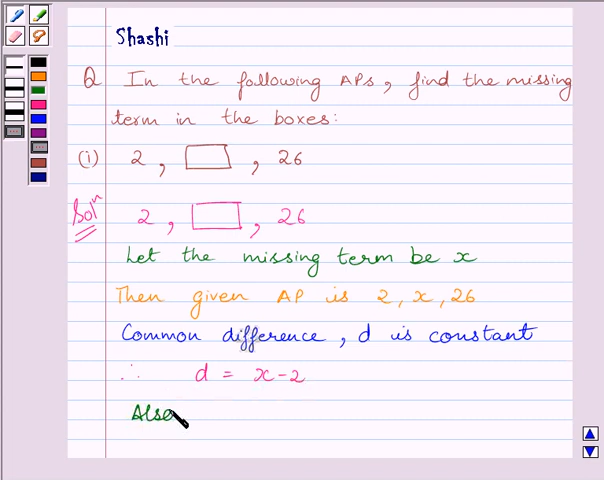 Shashi
Q In the following APs, find the missing
term in the boxes:
(i) 2, , 26
Solⁿ 2, , 26
Let the missing term be x
Then given AP is 2, x, 26
Common difference, d is constant
∴ d = x-2
Also